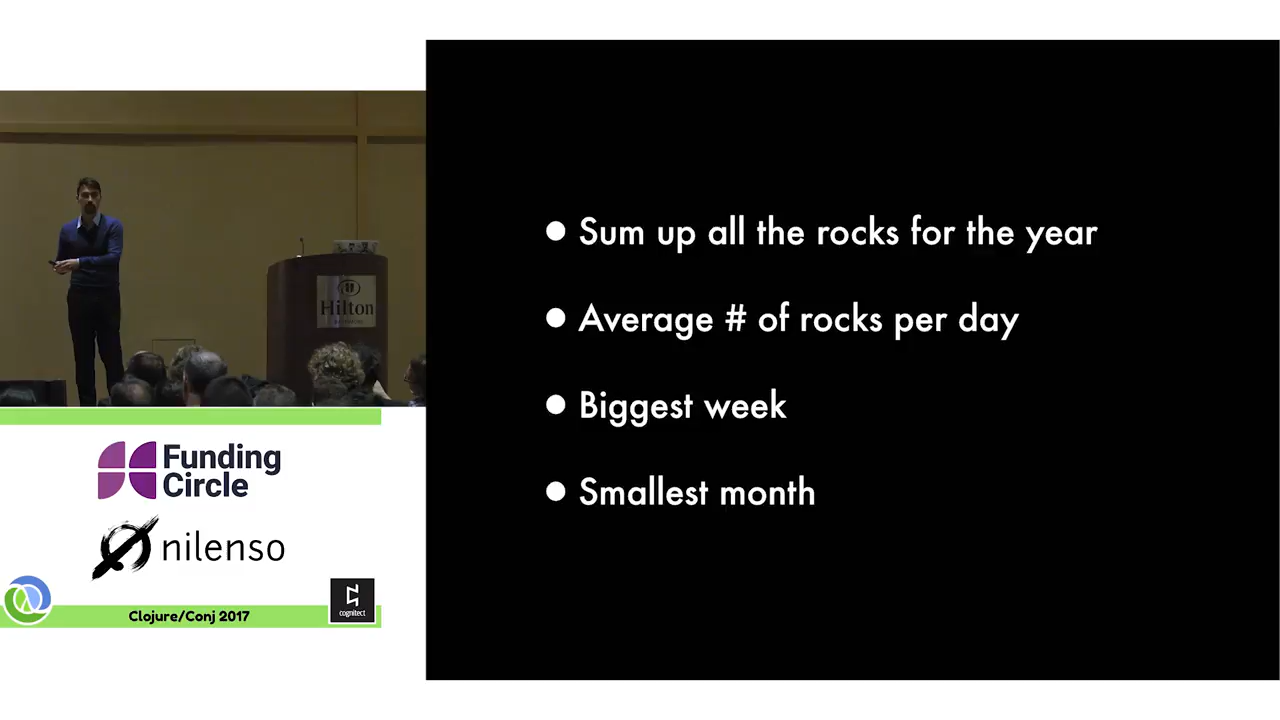 • Sum up all the rocks for the year
• Average # of rocks per day
• Biggest week
• Smallest month
Hilton
Funding
Circle
nilenso
cognitect
Clojure/Conj 2017